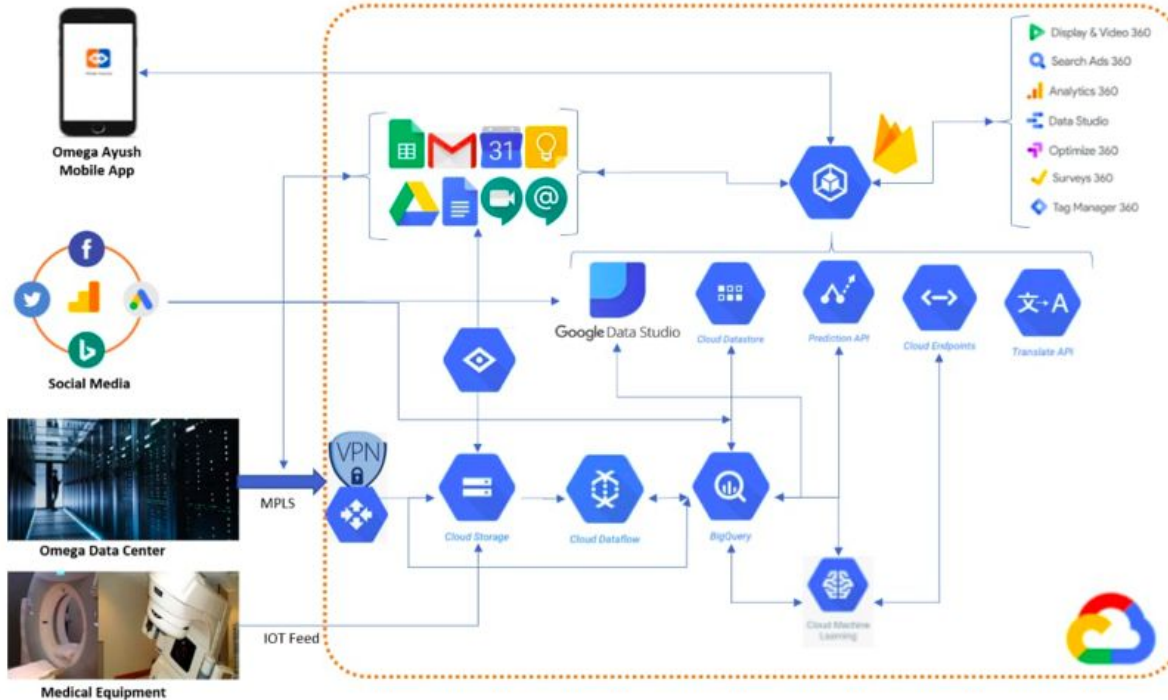 Omega Ayush
Mobile App
31
Display & Video 360
Search Ads 360
Analytics 360
Data Studio
Optimize 360
Surveys 360
Tag Manager 360
Social Media
Google Data Studio
Cloud Datastore
Prediction API
Cloud Endpoints
文→A
Translate API
VPN
MPLS
Omega Data Center
Cloud Storage
Cloud Dataflow
BigQuery
Cloud Machine
Learning
IOT Feed
Medical Equipment